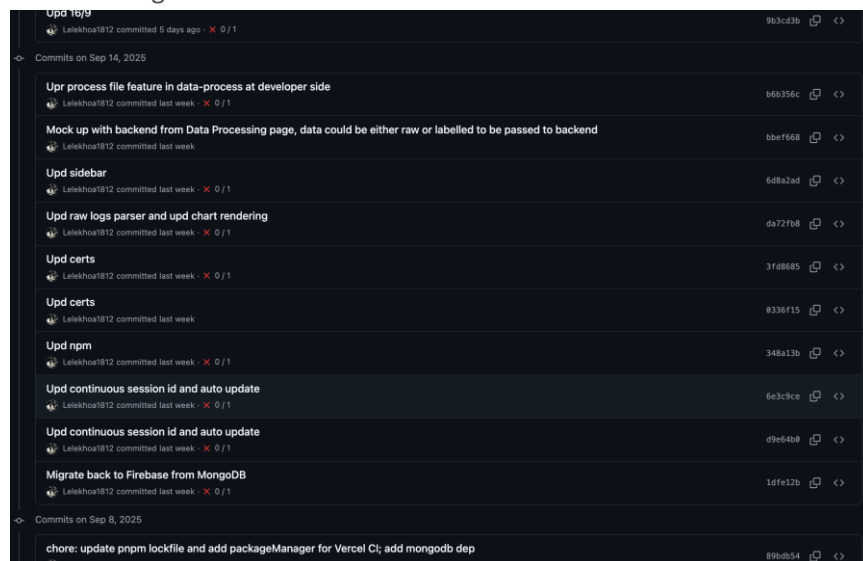 Upd 16/9
Lelekhoa1812 committed 5 days ago · ✕ 0 / 1
9b3cd3b
Commits on Sep 14, 2025
Upr process file feature in data-process at developer side
Lelekhoa1812 committed last week · ✕ 0 / 1
b6b356c
Mock up with backend from Data Processing page, data could be either raw or labelled to be passed to backend
Lelekhoa1812 committed last week
bbef668
Upd sidebar
Lelekhoa1812 committed last week · ✕ 0 / 1
6d8a2ad
Upd raw logs parser and upd chart rendering
Lelekhoa1812 committed last week · ✕ 0 / 1
da72fb8
Upd certs
Lelekhoa1812 committed last week · ✕ 0 / 1
3fd8685
Upd certs
Lelekhoa1812 committed last week
0336f15
Upd npm
Lelekhoa1812 committed last week · ✕ 0 / 1
348a13b
Upd continuous session id and auto update
Lelekhoa1812 committed last week · ✕ 0 / 1
6e3c9ce
Upd continuous session id and auto update
Lelekhoa1812 committed last week · ✕ 0 / 1
d9e64b0
Migrate back to Firebase from MongoDB
Lelekhoa1812 committed last week · ✕ 0 / 1
1dfe12b
Commits on Sep 8, 2025
chore: update pnpm lockfile and add packageManager for Vercel CI; add mongodb dep
89bdb54